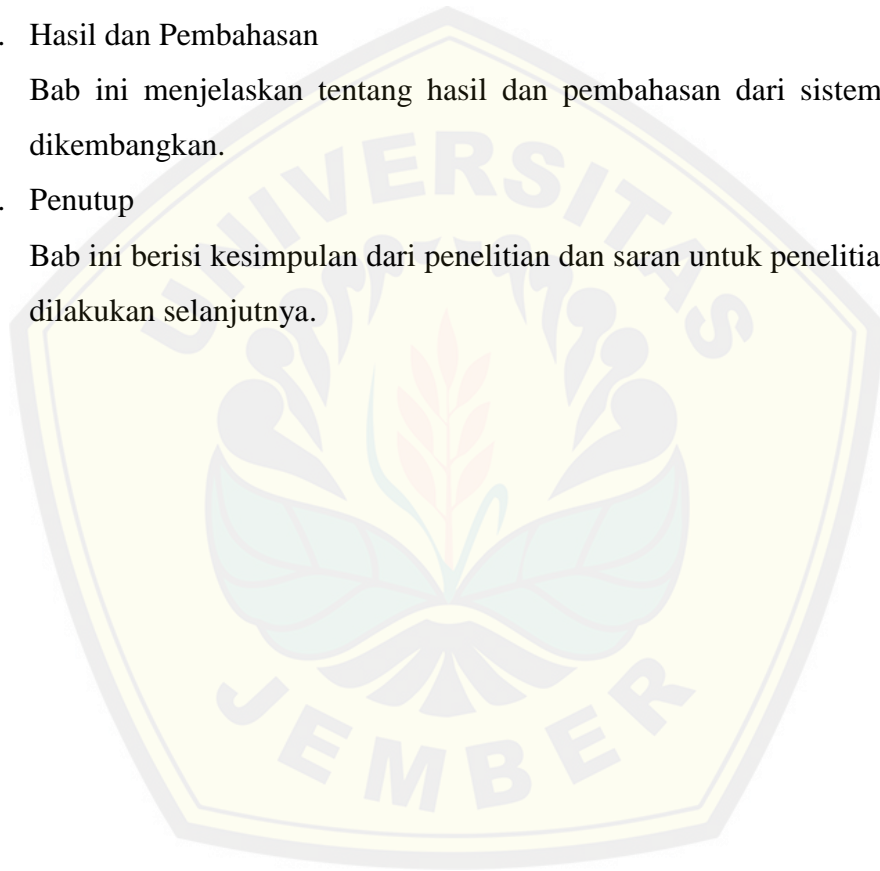 . Hasil dan Pembahasan
Bab ini menjelaskan tentang hasil dan pembahasan dari sistem
dikembangkan.
. Penutup
Bab ini berisi kesimpulan dari penelitian dan saran untuk penelitia
dilakukan selanjutnya.
UNIVERSITAS
JEMBER